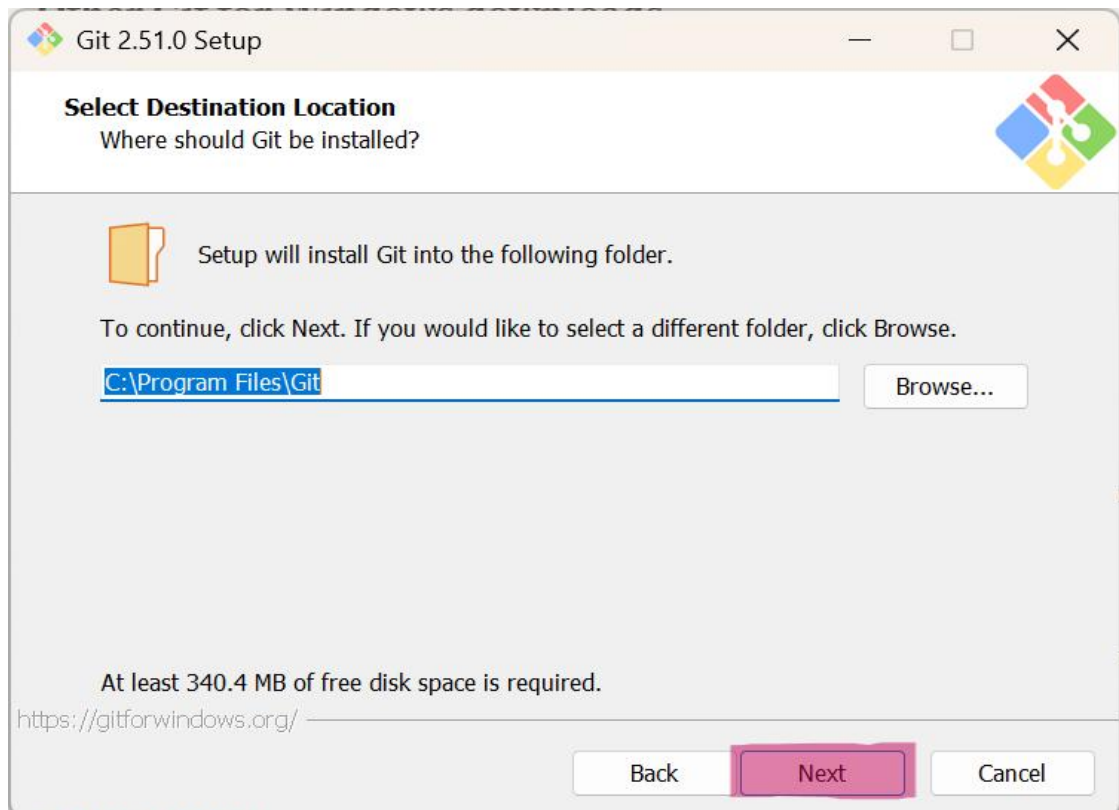 Git 2.51.0 Setup
Select Destination Location
Where should Git be installed?
Setup will install Git into the following folder.
To continue, click Next. If you would like to select a different folder, click Browse.
C:\Program Files\Git
Browse...
At least 340.4 MB of free disk space is required.
https://gitforwindows.org/
Back
Next
Cancel